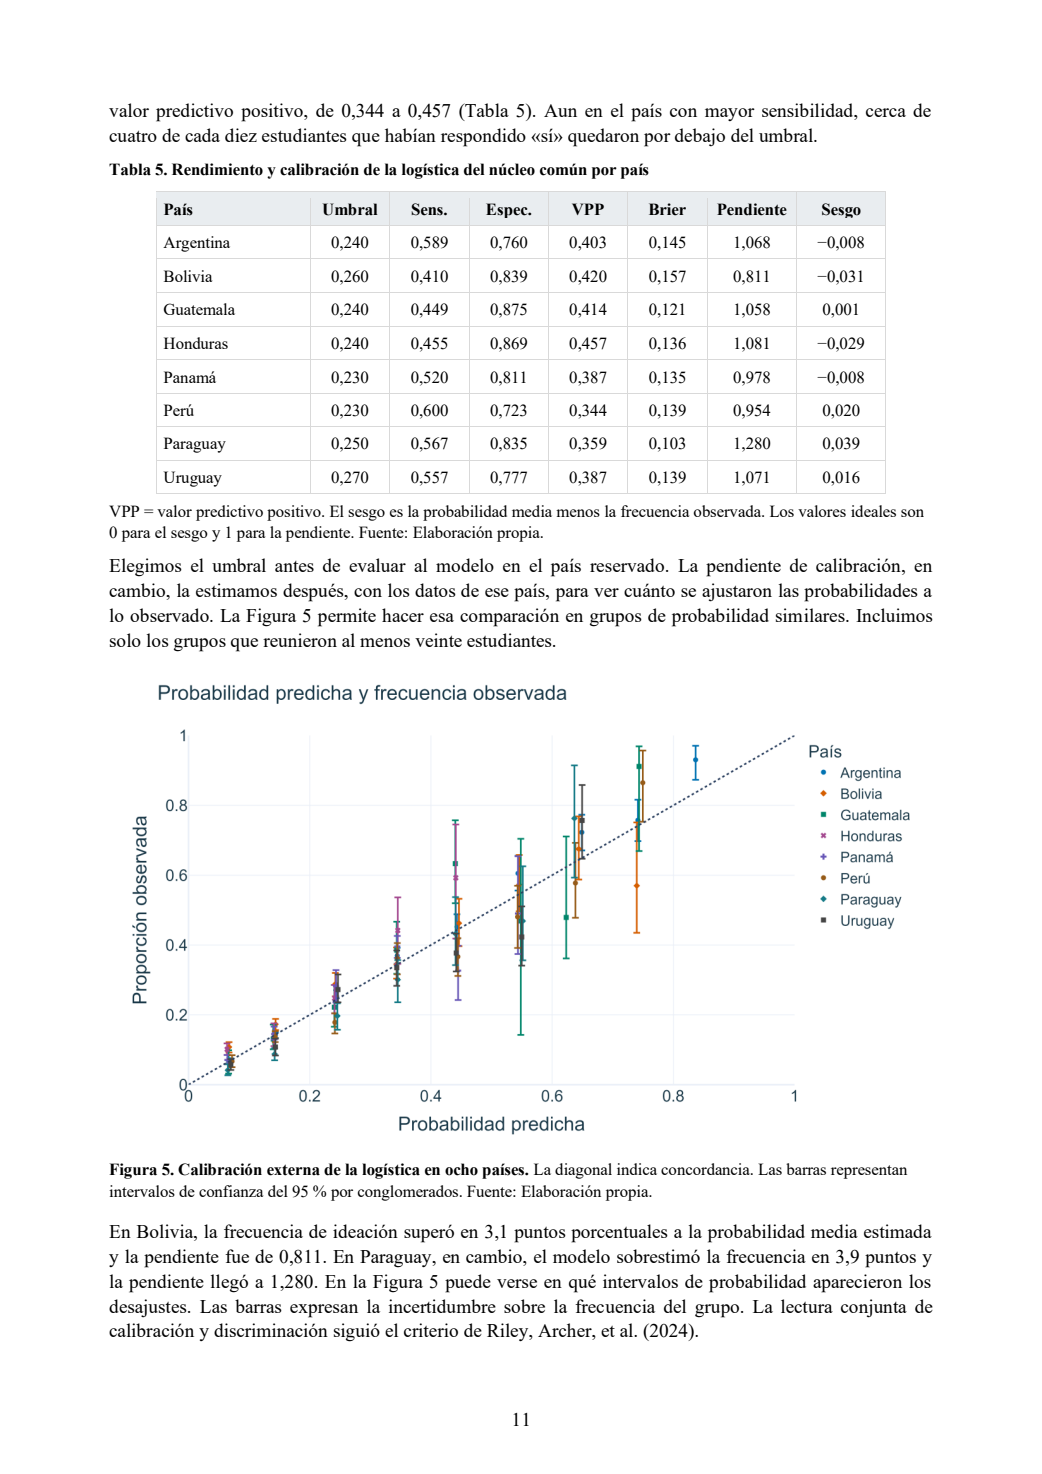 valor predictivo positivo, de 0,344 a 0,457 (Tabla 5). Aun en el país con mayor sensibilidad, cerca de
cuatro de cada diez estudiantes que habían respondido «sí» quedaron por debajo del umbral.
Tabla 5. Rendimiento y calibración de la logística del núcleo común por país
País Umbral Sens. Espec. VPP Brier Pendiente Sesgo
Argentina 0,240 0,589 0,760 0,403 0,145 1,068 −0,008
Bolivia 0,260 0,410 0,839 0,420 0,157 0,811 −0,031
Guatemala 0,240 0,449 0,875 0,414 0,121 1,058 0,001
Honduras 0,240 0,455 0,869 0,457 0,136 1,081 −0,029
Panamá 0,230 0,520 0,811 0,387 0,135 0,978 −0,008
Perú 0,230 0,600 0,723 0,344 0,139 0,954 0,020
Paraguay 0,250 0,567 0,835 0,359 0,103 1,280 0,039
Uruguay 0,270 0,557 0,777 0,387 0,139 1,071 0,016
VPP = valor predictivo positivo. El sesgo es la probabilidad media menos la frecuencia observada. Los valores ideales son
0 para el sesgo y 1 para la pendiente. Fuente: Elaboración propia.
Elegimos el umbral antes de evaluar al modelo en el país reservado. La pendiente de calibración, en
cambio, la estimamos después, con los datos de ese país, para ver cuánto se ajustaron las probabilidades a
lo observado. La Figura 5 permite hacer esa comparación en grupos de probabilidad similares. Incluimos
solo los grupos que reunieron al menos veinte estudiantes.
Probabilidad predicha y frecuencia observada
1
0.8
0.6
0.4
0.2
0
Proporción observada
0 0.2 0.4 0.6 0.8 1
Probabilidad predicha
País
Argentina
Bolivia
Guatemala
Honduras
Panamá
Perú
Paraguay
Uruguay
Figura 5. Calibración externa de la logística en ocho países. La diagonal indica concordancia. Las barras representan
intervalos de confianza del 95 % por conglomerados. Fuente: Elaboración propia.
En Bolivia, la frecuencia de ideación superó en 3,1 puntos porcentuales a la probabilidad media estimada
y la pendiente fue de 0,811. En Paraguay, en cambio, el modelo sobrestimó la frecuencia en 3,9 puntos y
la pendiente llegó a 1,280. En la Figura 5 puede verse en qué intervalos de probabilidad aparecieron los
desajustes. Las barras expresan la incertidumbre sobre la frecuencia del grupo. La lectura conjunta de
calibración y discriminación siguió el criterio de Riley, Archer, et al. (2024).
11